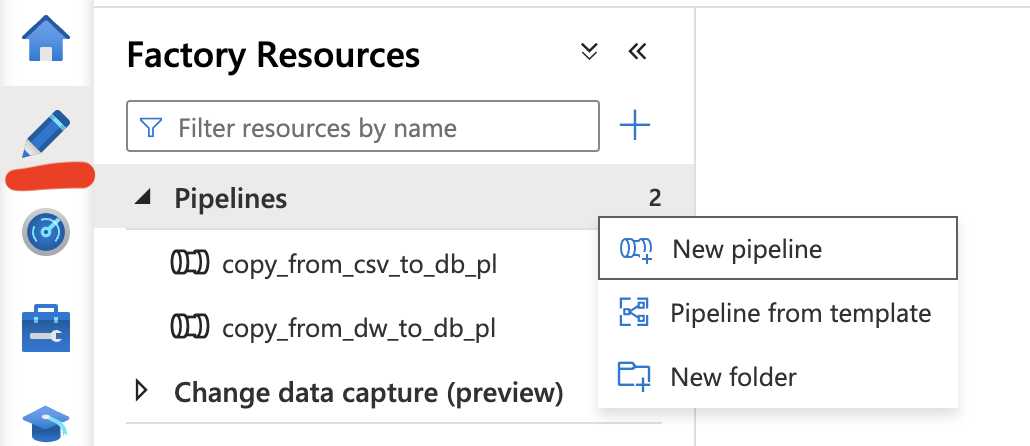 Factory Resources
Filter resources by name
Pipelines 2
New pipeline
copy_from_csv_to_db_pl
Pipeline from template
copy_from_dw_to_db_pl
New folder
Change data capture (preview)